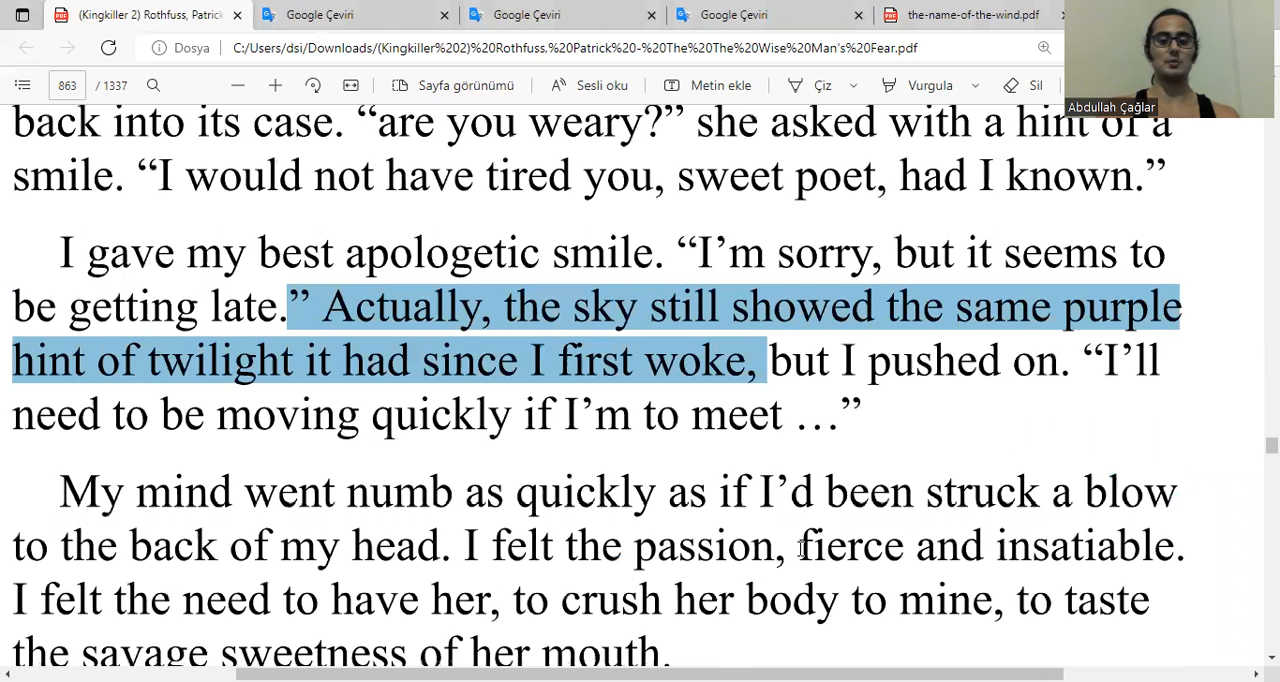 (Kingkiller 2) Rothfuss, Patrick
Google Çeviri
Google Çeviri
Google Çeviri
the-name-of-the-wind.pdf
Dosya
C:/Users/dsi/Downloads/(Kingkiller%202)%20Rothfuss,%20Patrick%20-%20The%20The%20Wise%20Man's%20Fear.pdf
863 / 1337
Sayfa görünümü
Sesli oku
Metin ekle
Çiz
Vurgula
Sil
Abdullah Çağlar
back into its case. “are you weary?” she asked with a hint of a
smile. “I would not have tired you, sweet poet, had I known.”
I gave my best apologetic smile. “I’m sorry, but it seems to
be getting late.” Actually, the sky still showed the same purple
hint of twilight it had since I first woke, but I pushed on. “I’ll
need to be moving quickly if I’m to meet …”
My mind went numb as quickly as if I’d been struck a blow
to the back of my head. I felt the passion, fierce and insatiable.
I felt the need to have her, to crush her body to mine, to taste
the savage sweetness of her mouth.